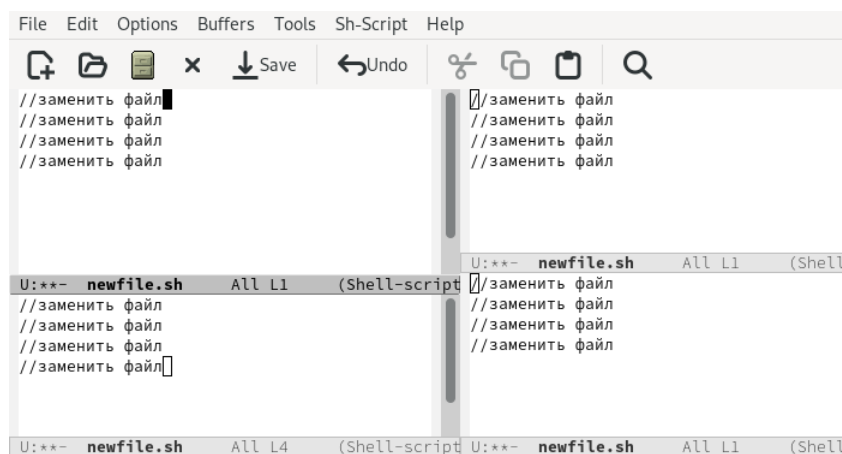 File Edit Options Buffers Tools Sh-Script Help
Save Undo
//заменить файл
//заменить файл
//заменить файл
//заменить файл
U:**- newfile.sh All L1 (Shell-script
//заменить файл
//заменить файл
//заменить файл
//заменить файл
U:**- newfile.sh All L4 (Shell-script
//заменить файл
//заменить файл
//заменить файл
//заменить файл
U:**- newfile.sh All L1 (Shell
//заменить файл
//заменить файл
//заменить файл
//заменить файл
U:**- newfile.sh All L1 (Shell